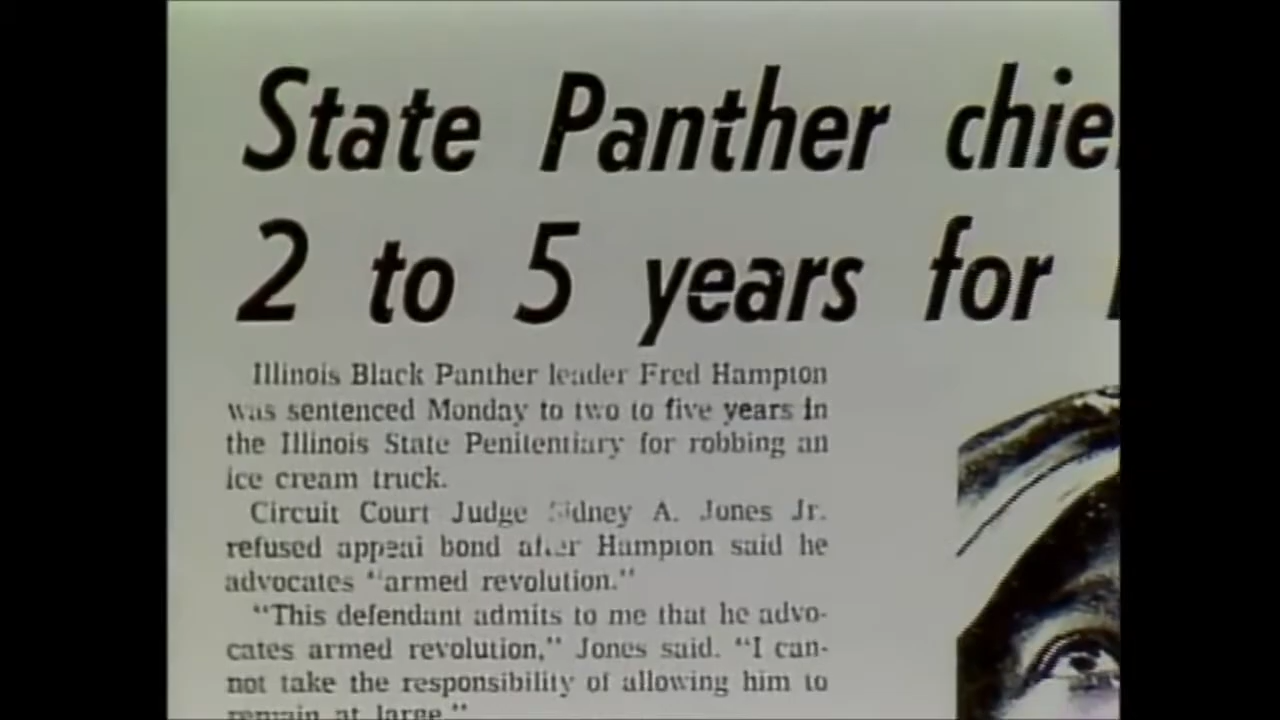 State Panther chie
2 to 5 years for
Illinois Black Panther leader Fred Hampton
was sentenced Monday to two to five years in
the Illinois State Penitentiary for robbing an
ice cream truck.
Circuit Court Judge Sidney A. Jones Jr.
refused appeal bond after Hampton said he
advocates "armed revolution."
"This defendant admits to me that he advo-
cates armed revolution," Jones said. "I can-
not take the responsibility of allowing him to
remain at large."